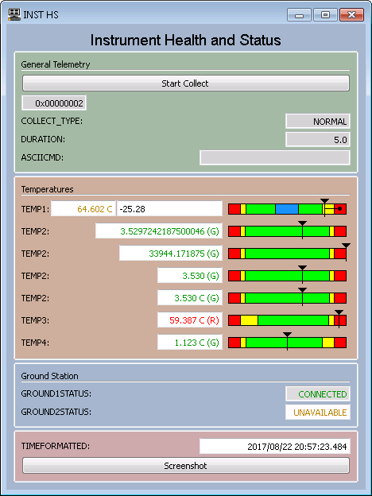 INST HS
Instrument Health and Status
General Telemetry
Start Collect
0x00000002
COLLECT_TYPE: NORMAL
DURATION: 5.0
ASCIICMD:
Temperatures
TEMP1: 64.602 C -25.28
TEMP2: 3.5297242187500046 (G)
TEMP2: 33944.171875 (G)
TEMP2: 3.530 (G)
TEMP2: 3.530 C (G)
TEMP3: 59.387 C (R)
TEMP4: 1.123 C (G)
Ground Station
GROUND1STATUS: CONNECTED
GROUND2STATUS: UNAVAILABLE
TIMEFORMATTED: 2017/08/22 20:57:23.484
Screenshot